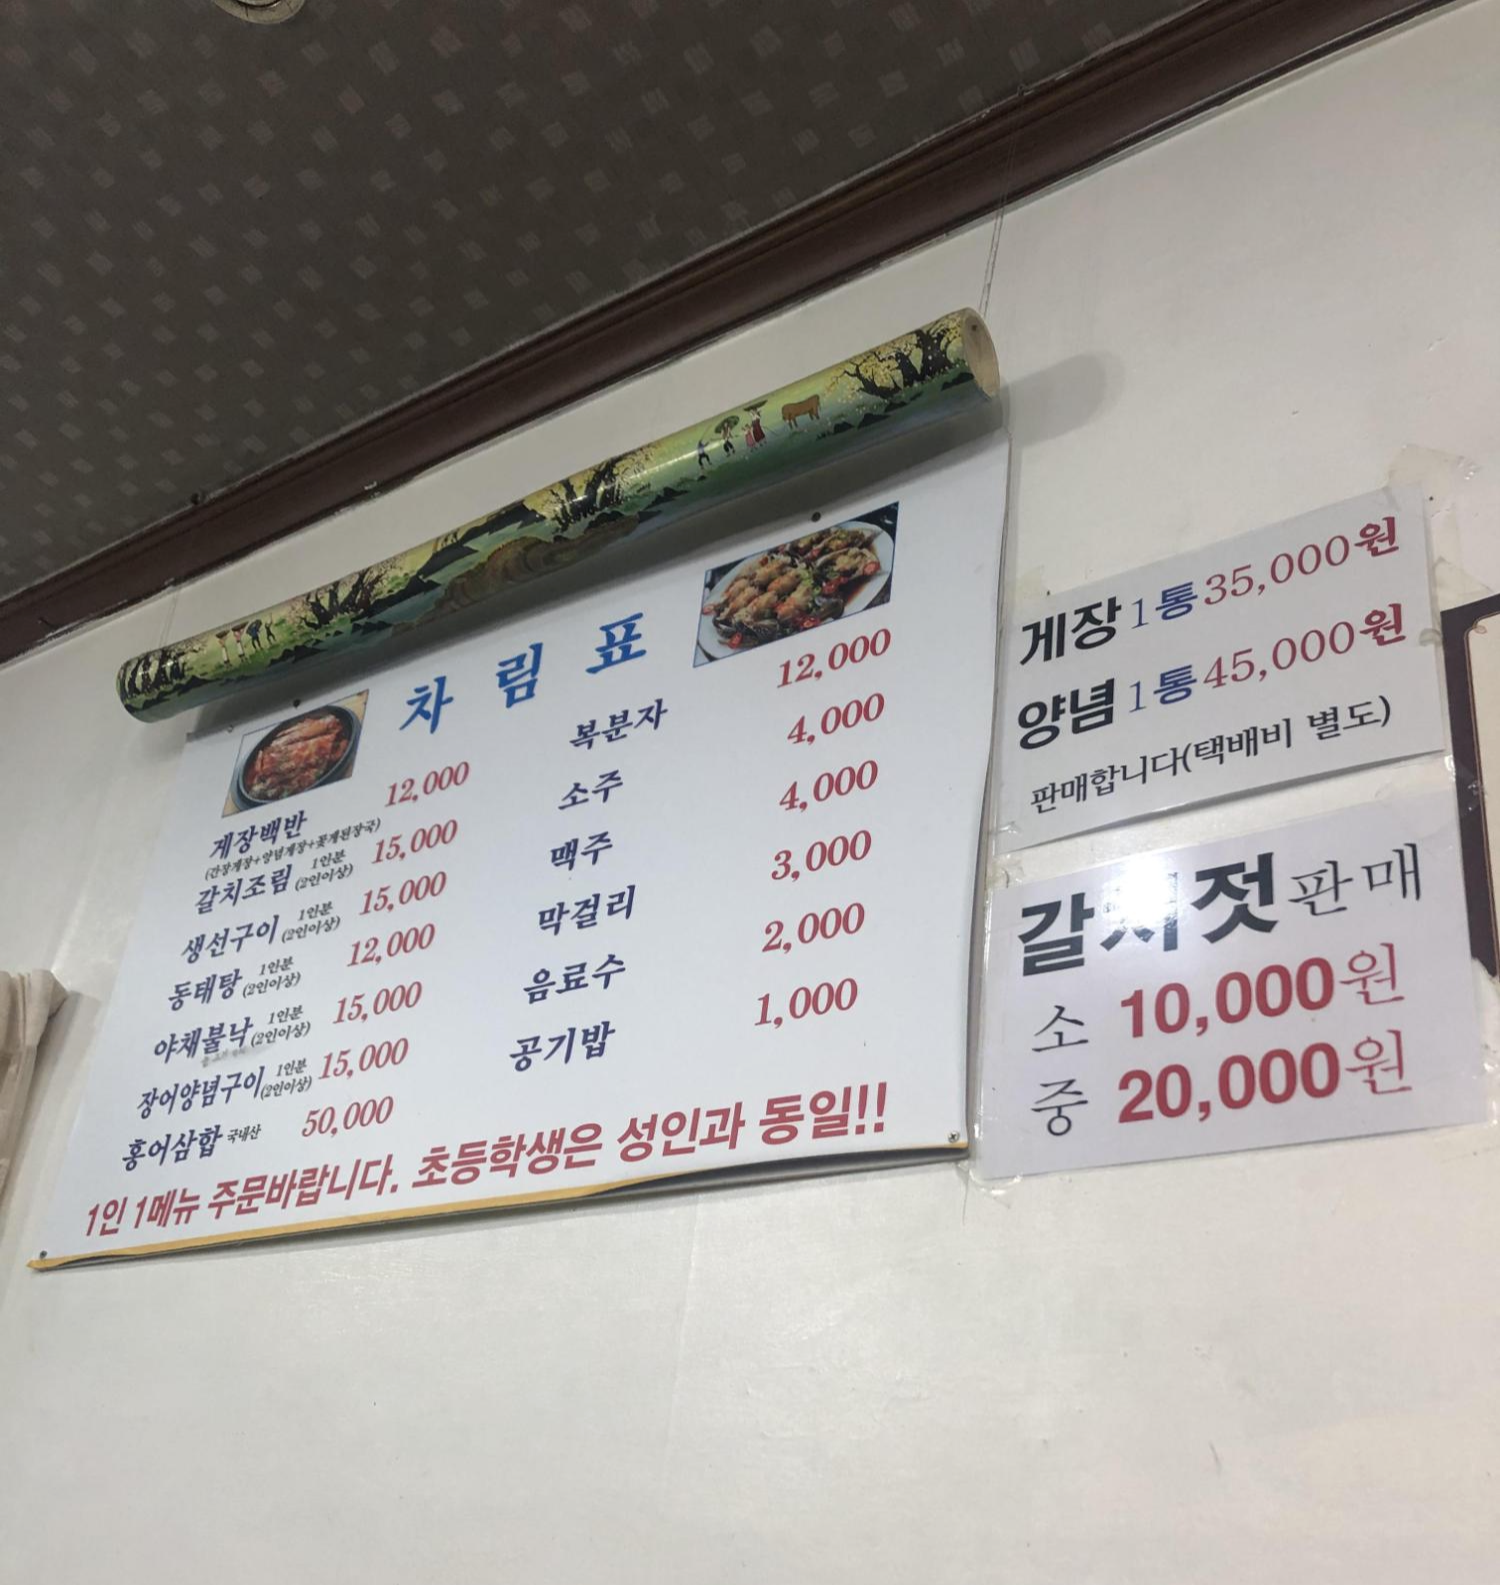 차림표
게장백반 12,000
(간장게장+양념게장+꽃게된장국)
갈치조림 1인분 (2인이상) 15,000
생선구이 1인분 (2인이상) 15,000
동태탕 1인분 (2인이상) 12,000
야채불낙 1인분 (2인이상) 15,000
장어양념구이 1인분 (2인이상) 15,000
홍어삼합 국내산 50,000
복분자 12,000
소주 4,000
맥주 4,000
막걸리 3,000
음료수 2,000
공기밥 1,000
1인 1메뉴 주문바랍니다. 초등학생은 성인과 동일!!
게장 1통 35,000원
양념 1통 45,000원
판매합니다(택배비 별도)
갈치젓 판매
소 10,000원
중 20,000원